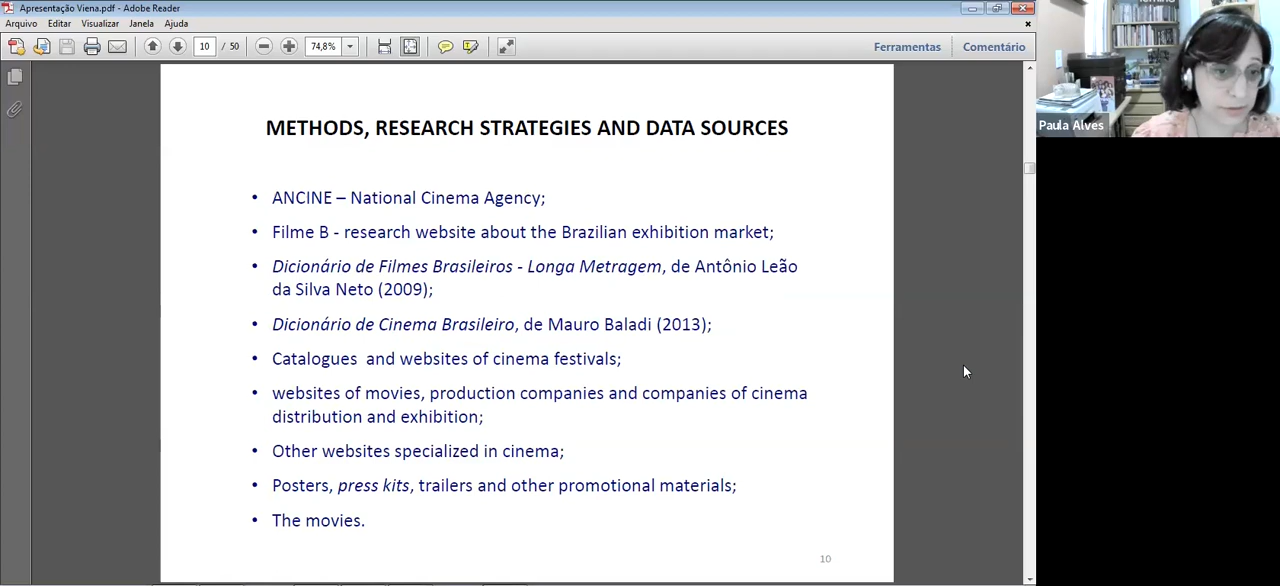 Apresentação Viena.pdf - Adobe Reader
Arquivo Editar Visualizar Janela Ajuda
10 / 50 74,8% Ferramentas Comentário
METHODS, RESEARCH STRATEGIES AND DATA SOURCES
• ANCINE – National Cinema Agency;
• Filme B - research website about the Brazilian exhibition market;
• Dicionário de Filmes Brasileiros - Longa Metragem, de Antônio Leão
da Silva Neto (2009);
• Dicionário de Cinema Brasileiro, de Mauro Baladi (2013);
• Catalogues and websites of cinema festivals;
• websites of movies, production companies and companies of cinema
distribution and exhibition;
• Other websites specialized in cinema;
• Posters, press kits, trailers and other promotional materials;
• The movies.
10
Paula Alves